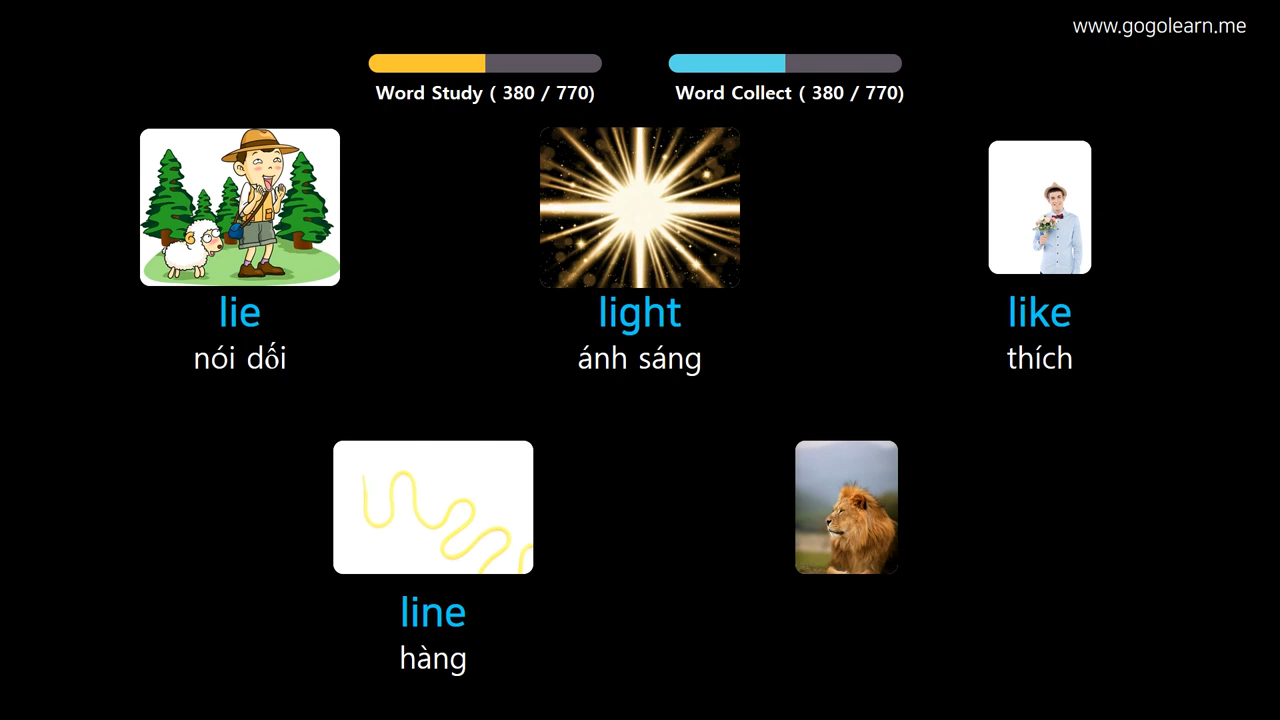 www.gogolearn.me
Word Study ( 380 / 770)
Word Collect ( 380 / 770)
lie
nói dối
light
ánh sáng
like
thích
line
hàng